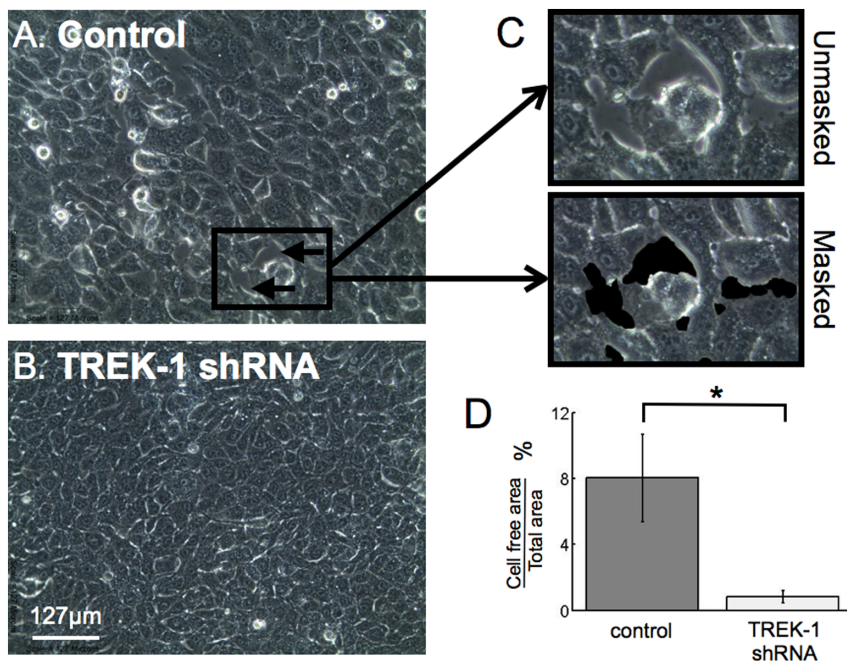 A. Control
C
Unmasked
Masked
B. TREK-1 shRNA
127µm
D
*
12
8
4
0
Cell free area
Total area
%
control
TREK-1
shRNA